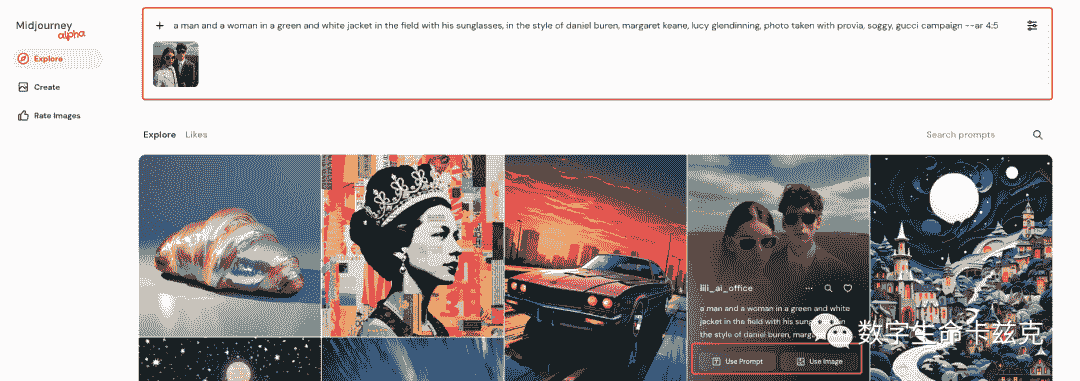 Midjourney
alpha
Explore
Create
Rate Images
a man and a woman in a green and white jacket in the field with his sunglasses, in the style of daniel buren, margaret keane, lucy glendinning, photo taken with provia, soggy, gucci campaign --ar 4:5
Explore Likes
Search prompts
lili_ai_office
a man and a woman in a green and white
jacket in the field with his in
the style of daniel buren,
Use Prompt Use Image
数字生命卡兹克